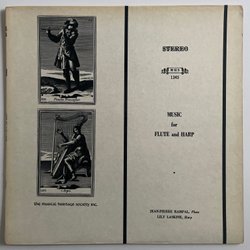 STEREO
MHS
1345
MUSIC
for
FLUTE and HARP
JEAN-PIERRE RAMPAL, Flute
LILY LASKINE, Harp
the musical heritage society inc.